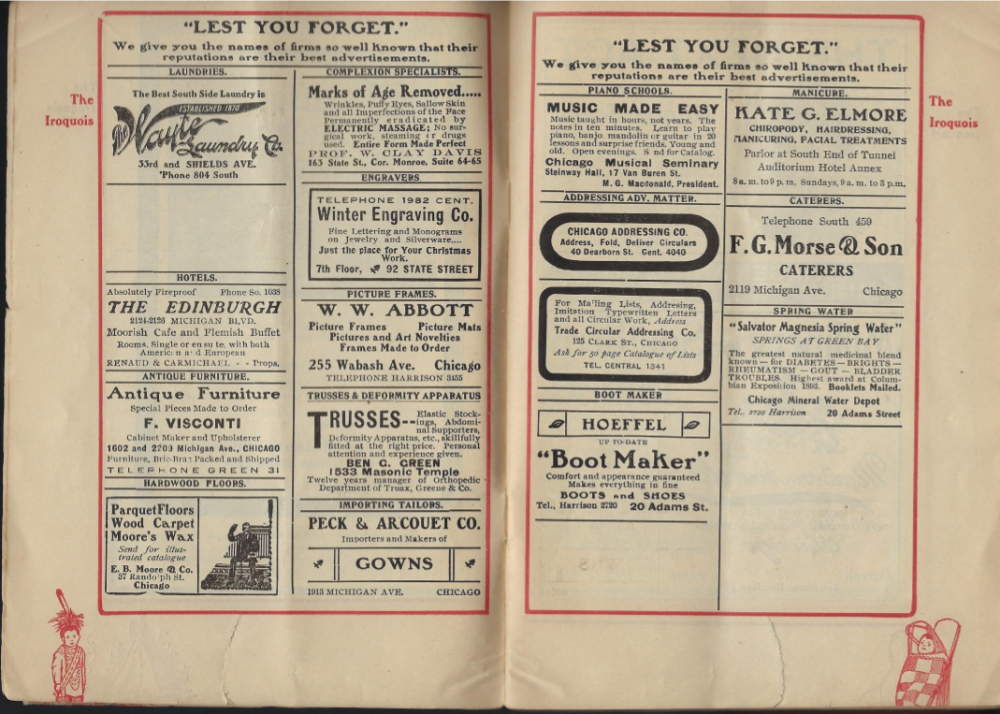 The
Iroquois
"LEST YOU FORGET."
We give you the names of firms so well known that their
reputations are their best advertisements.
LAUNDRIES.
The Best South Side Laundry is
ESTABLISHED 1870
The Wayte
Laundry Co.
33rd and SHIELDS AVE.
'Phone 804 South
HOTELS.
Absolutely Fireproof Phone So. 1038
THE EDINBURGH
2124-2126 MICHIGAN BLVD.
Moorish Cafe and Flemish Buffet
Rooms, Single or en suite, with bath
American and European
RENAUD & CARMICHAEL - - Props.
ANTIQUE FURNITURE.
Antique Furniture
Special Pieces Made to Order
F. VISCONTI
Cabinet Maker and Upholsterer
1602 and 2203 Michigan Ave., CHICAGO
Furniture, Bric-Brac Packed and Shipped
TELEPHONE GREEN 31
HARDWOOD FLOORS.
Parquet Floors
Wood Carpet
Moore's Wax
Send for illus-
trated catalogue
E. B. Moore & Co.
37 Randolph St.
Chicago
COMPLEXION SPECIALISTS.
Marks of Age Removed.....
Wrinkles, Puffy Eyes, Sallow Skin
and all Imperfections of the Face
Permanently eradicated by
ELECTRIC MASSAGE; No sur-
gical work, steaming or drugs
used. Entire Form Made Perfect
PROF. W. CLAY DAVIS
163 State St., Cor. Monroe, Suite 64-65
ENGRAVERS
TELEPHONE 1982 CENT.
Winter Engraving Co.
Fine Lettering and Monograms
on Jewelry and Silverware....
Just the place for Your Christmas
Work.
7th Floor, 92 STATE STREET
PICTURE FRAMES.
W. W. ABBOTT
Picture Frames Picture Mats
Pictures and Art Novelties
Frames Made to Order
255 Wabash Ave. Chicago
TELEPHONE HARRISON 3455
TRUSSES & DEFORMITY APPARATUS
TRUSSES--Elastic Stock-
ings, Abdomi-
nal Supporters,
Deformity Apparatus, etc., skillfully
fitted at the right price. Personal
attention and experience given.
BEN C. GREEN
1533 Masonic Temple
Twelve years manager of Orthopedic
Department of Truax, Greene & Co.
IMPORTING TAILORS.
PECK & ARCOUET CO.
Importers and Makers of
GOWNS
1913 MICHIGAN AVE. CHICAGO
"LEST YOU FORGET."
We give you the names of firms so well known that their
reputations are their best advertisements.
PIANO SCHOOLS.
MUSIC MADE EASY
Music taught in hours, not years. The
notes in ten minutes. Learn to play
piano, banjo mandolin or guitar in 20
lessons and surprise friends. Young and
old. Open evenings. S nd for Catalog.
Chicago Musical Seminary
Steinway Hall, 17 Van Buren St.
M. G. Macdonald, President.
ADDRESSING ADV. MATTER.
CHICAGO ADDRESSING CO.
Address, Fold, Deliver Circulars
40 Dearborn St. Cent. 4040
For Mailing Lists, Addresing,
Imitation Typewritten Letters
and all Circular Work, Address
Trade Circular Addressing Co.
125 CLARK ST., CHICAGO
Ask for 50 page Catalogue of Lists
TEL. CENTRAL 1341
BOOT MAKER
HOEFFEL
UP TO-DATE
"Boot Maker"
Comfort and appearance guaranteed
Makes everything in fine
BOOTS and SHOES
Tel., Harrison 2720 20 Adams St.
MANICURE.
KATE G. ELMORE
CHIROPODY, HAIRDRESSING,
MANICURING, FACIAL TREATMENTS
Parlor at South End of Tunnel
Auditorium Hotel Annex
8 a. m. to 9 p. m. Sundays, 9 a. m. to 3 p.m.
CATERERS.
Telephone South 459
F. G. Morse & Son
CATERERS
2119 Michigan Ave. Chicago
SPRING WATER
"Salvator Magnesia Spring Water"
SPRINGS AT GREEN BAY
The greatest natural medicinal blend
known—for DIABETES—BRIGHTS—
RHEUMATISM—GOUT—BLADDER
TROUBLES. Highest award at Colum-
bian Exposition 1893. Booklets Mailed.
Chicago Mineral Water Depot
Tel. 2720 Harrison 20 Adams Street
The
Iroquois